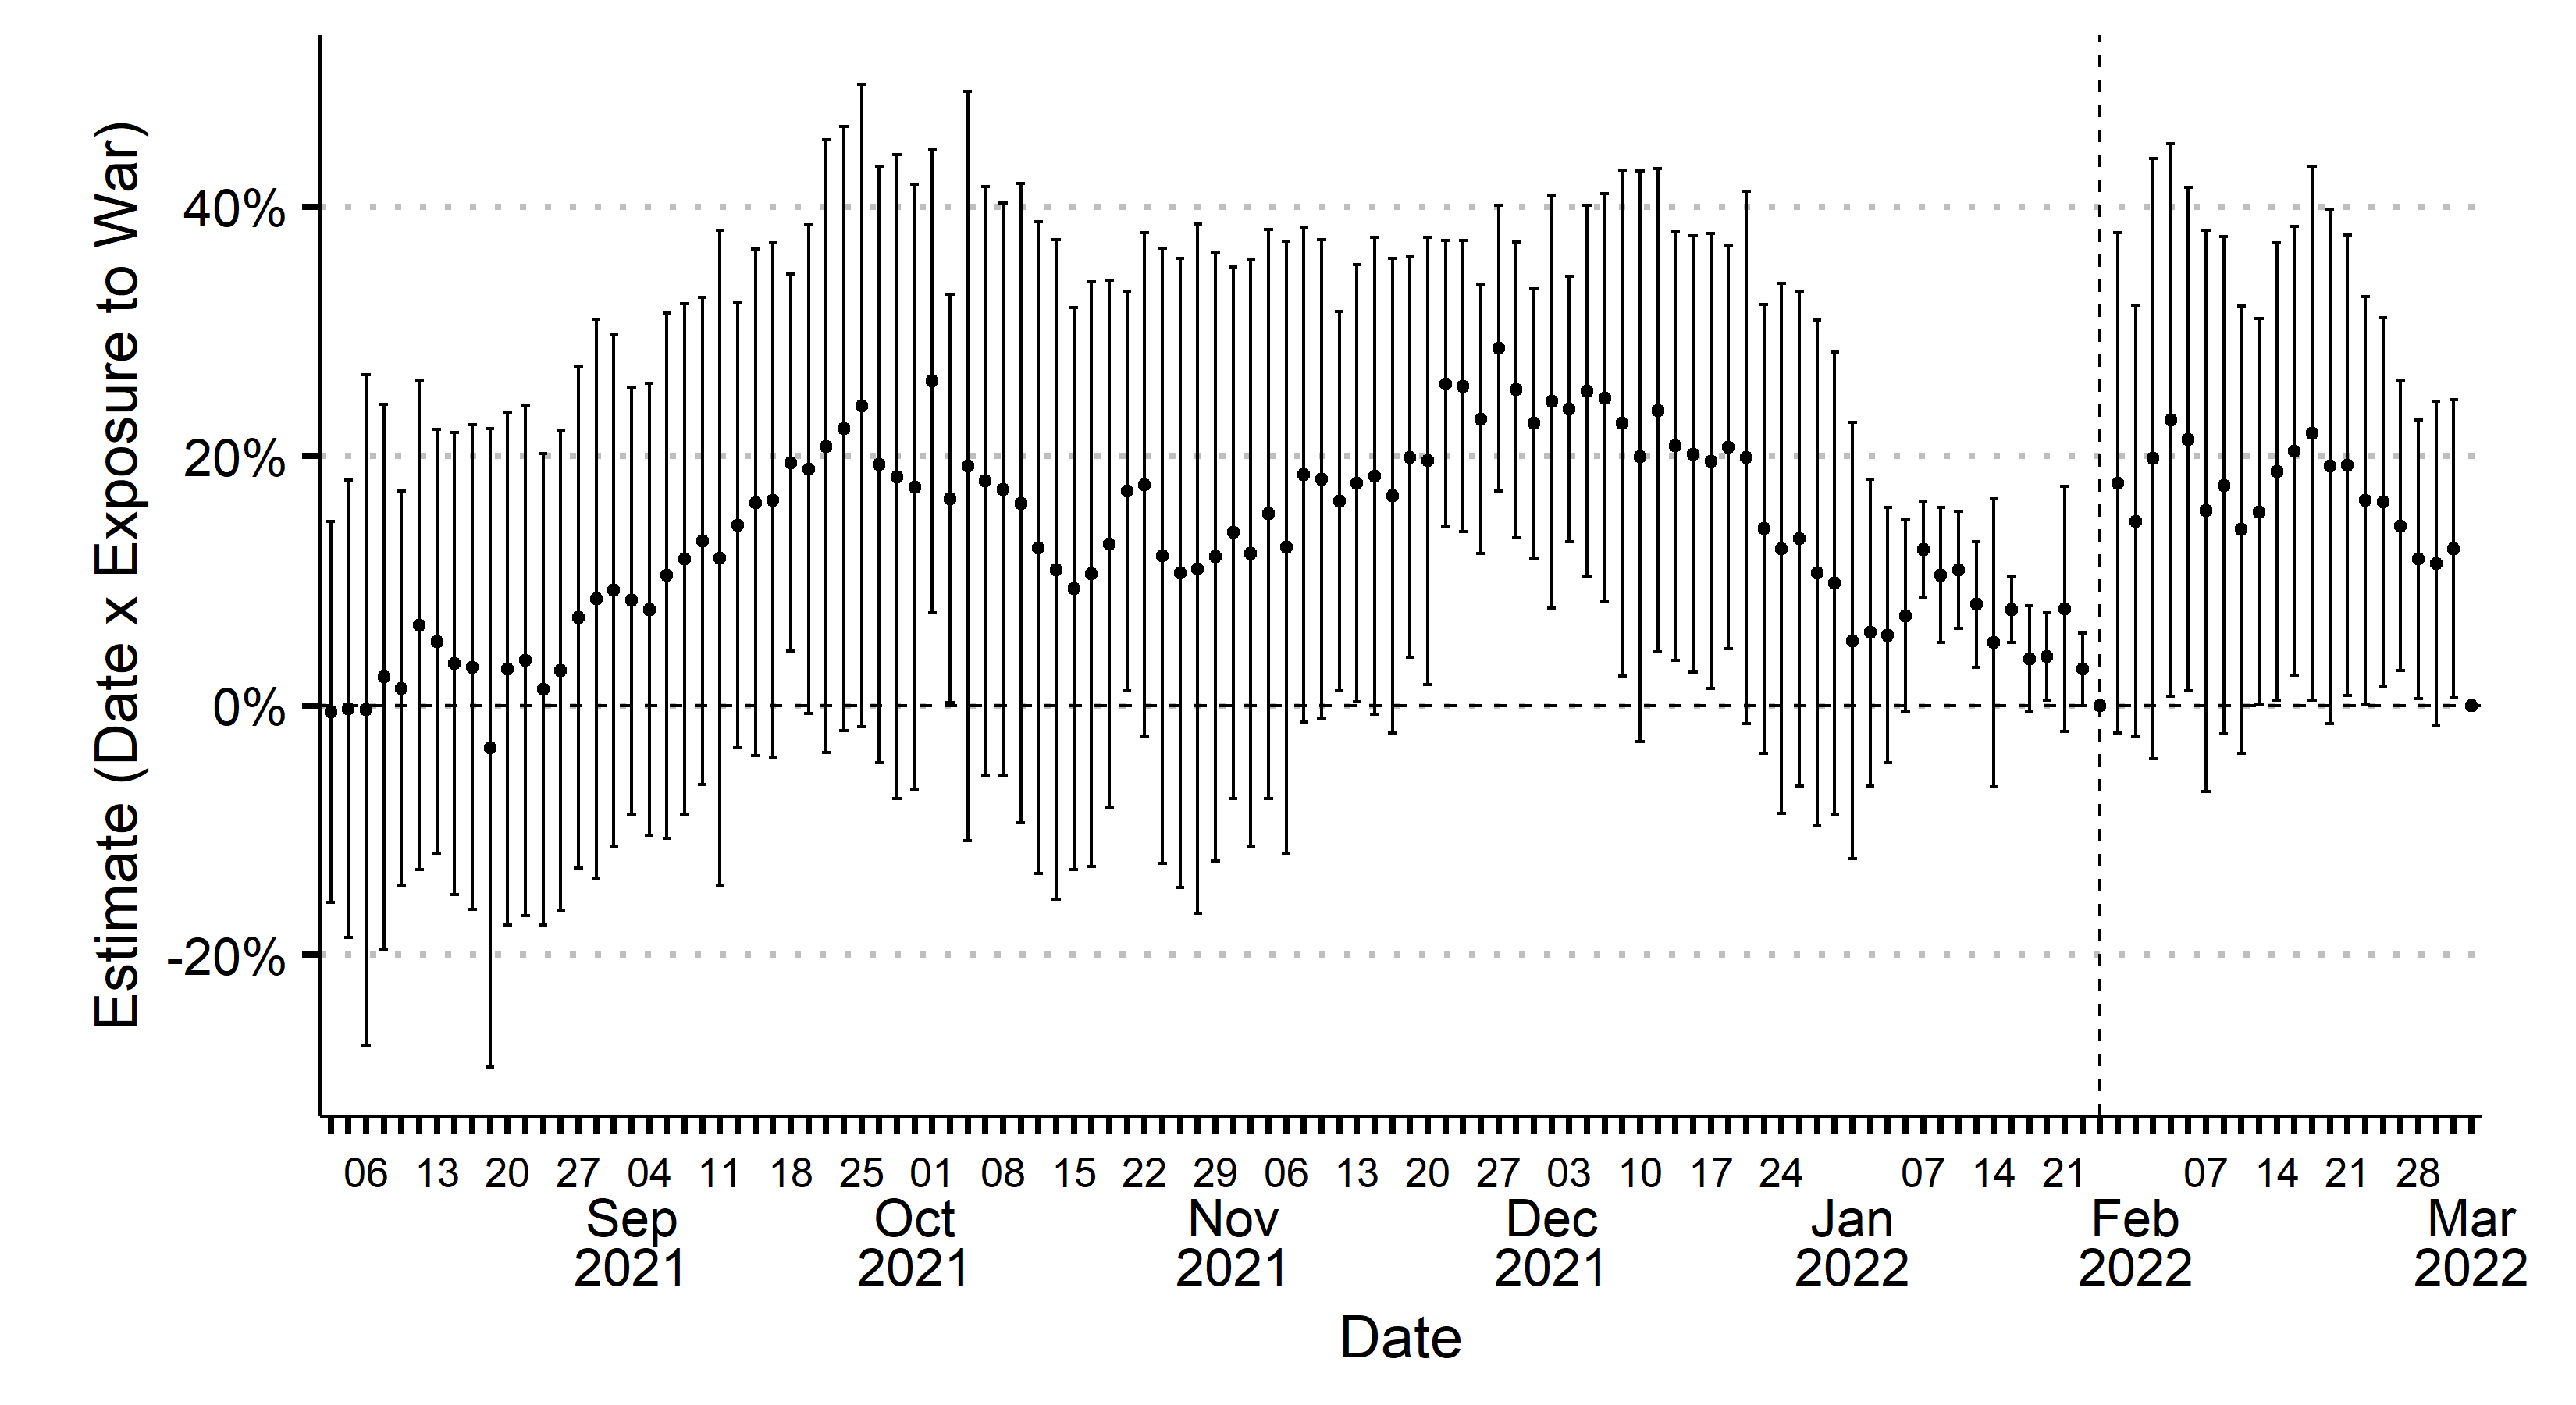 Estimate (Date x Exposure to War)
40%
20%
0%
-20%
06 13 20 27 04 11 18 25 01 08 15 22 29 06 13 20 27 03 10 17 24 07 14 21 07 14 21 28
Sep Oct Nov Dec Jan Feb Mar
2021 2021 2021 2021 2022 2022 2022
Date